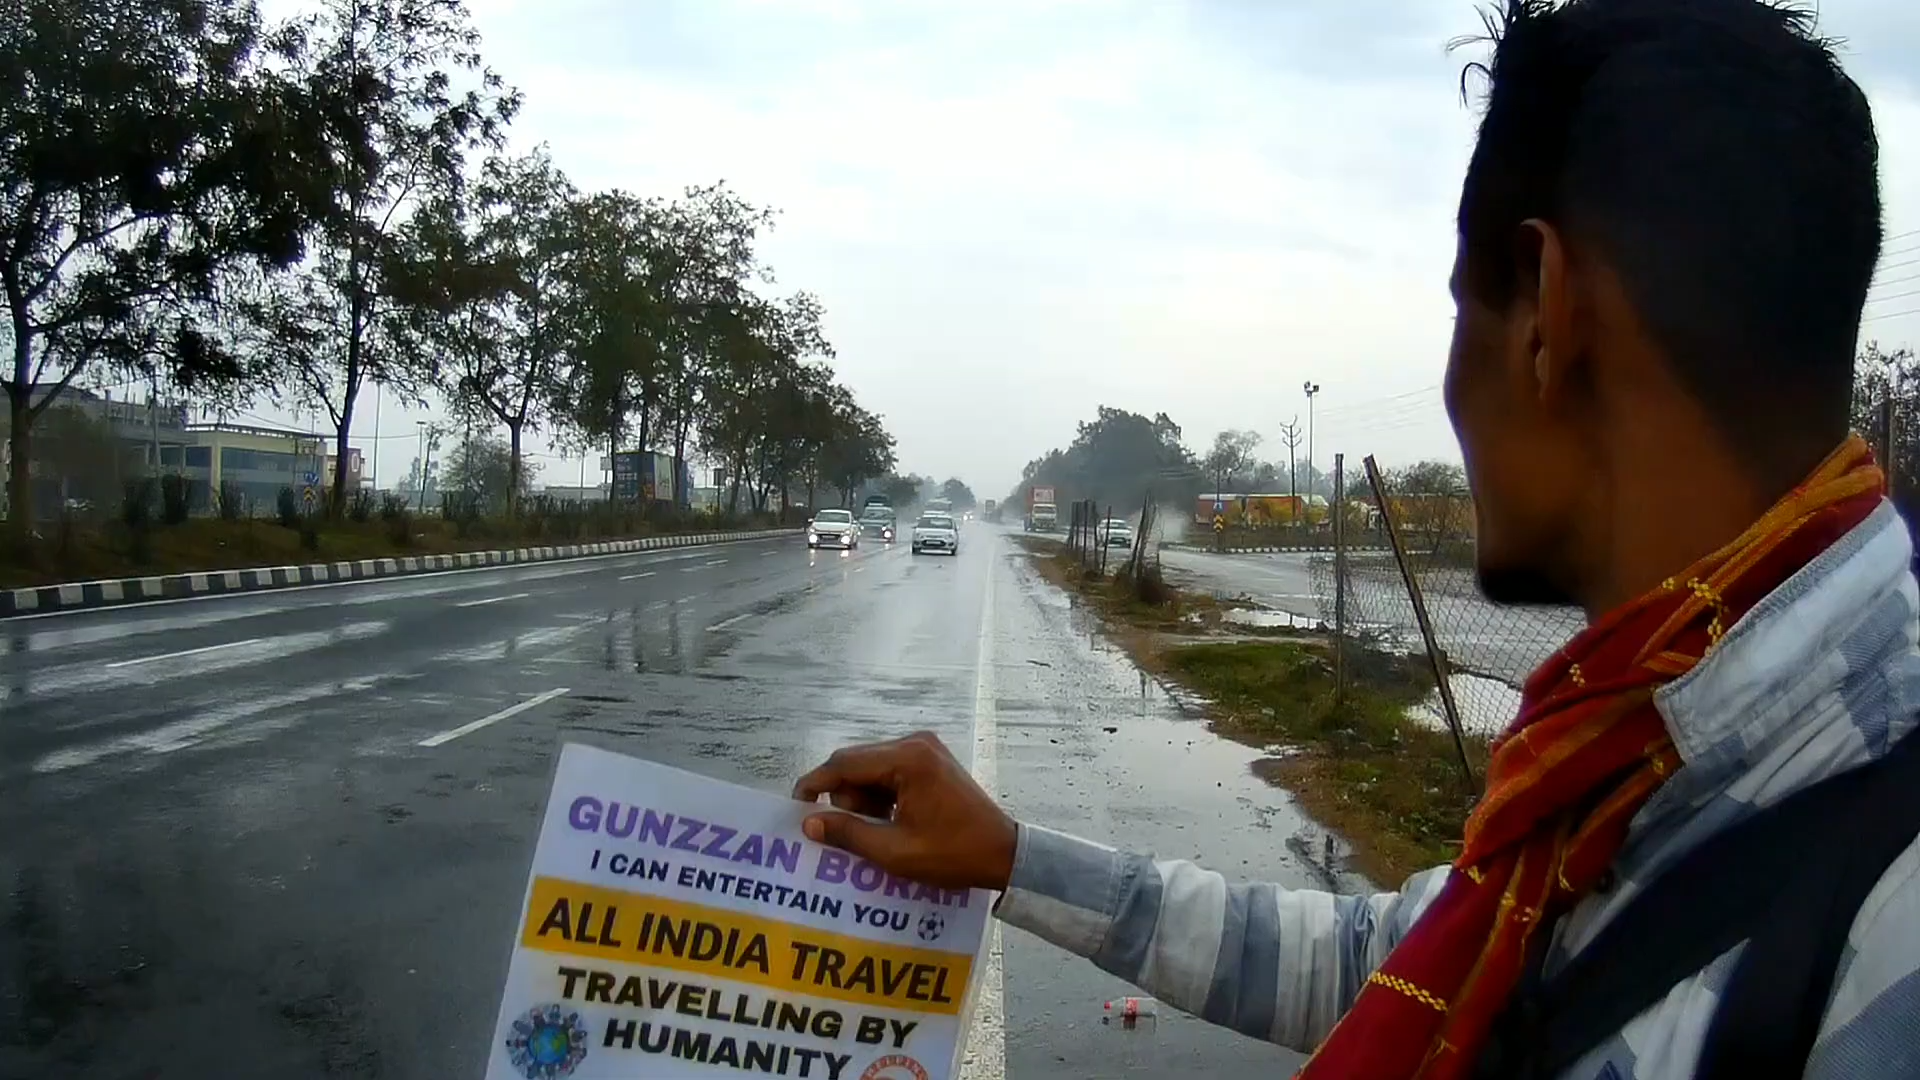 GUNZZAN BORAH
I CAN ENTERTAIN YOU
ALL INDIA TRAVEL
TRAVELLING BY
HUMANITY